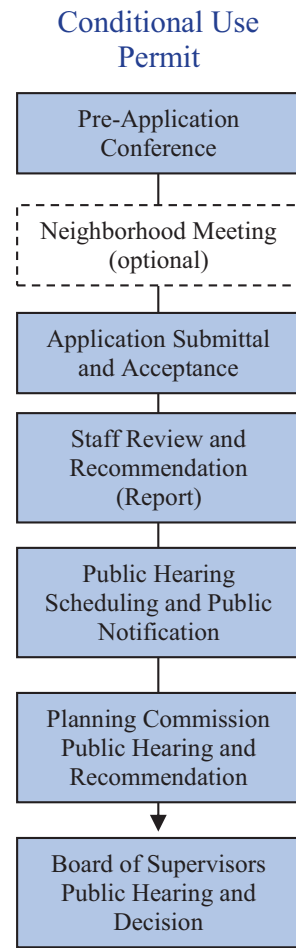 Conditional Use
Permit
Pre-Application
Conference
Neighborhood Meeting
(optional)
Application Submittal
and Acceptance
Staff Review and
Recommendation
(Report)
Public Hearing
Scheduling and Public
Notification
Planning Commission
Public Hearing and
Recommendation
Board of Supervisors
Public Hearing and
Decision